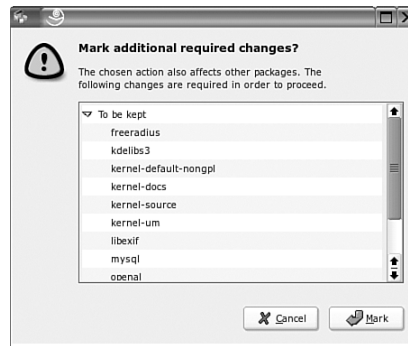 Mark additional required changes?
The chosen action also affects other packages. The
following changes are required in order to proceed.
To be kept
freeradius
kdelibs3
kernel-default-nongpl
kernel-docs
kernel-source
kernel-um
libexif
mysql
openal
Cancel
Mark